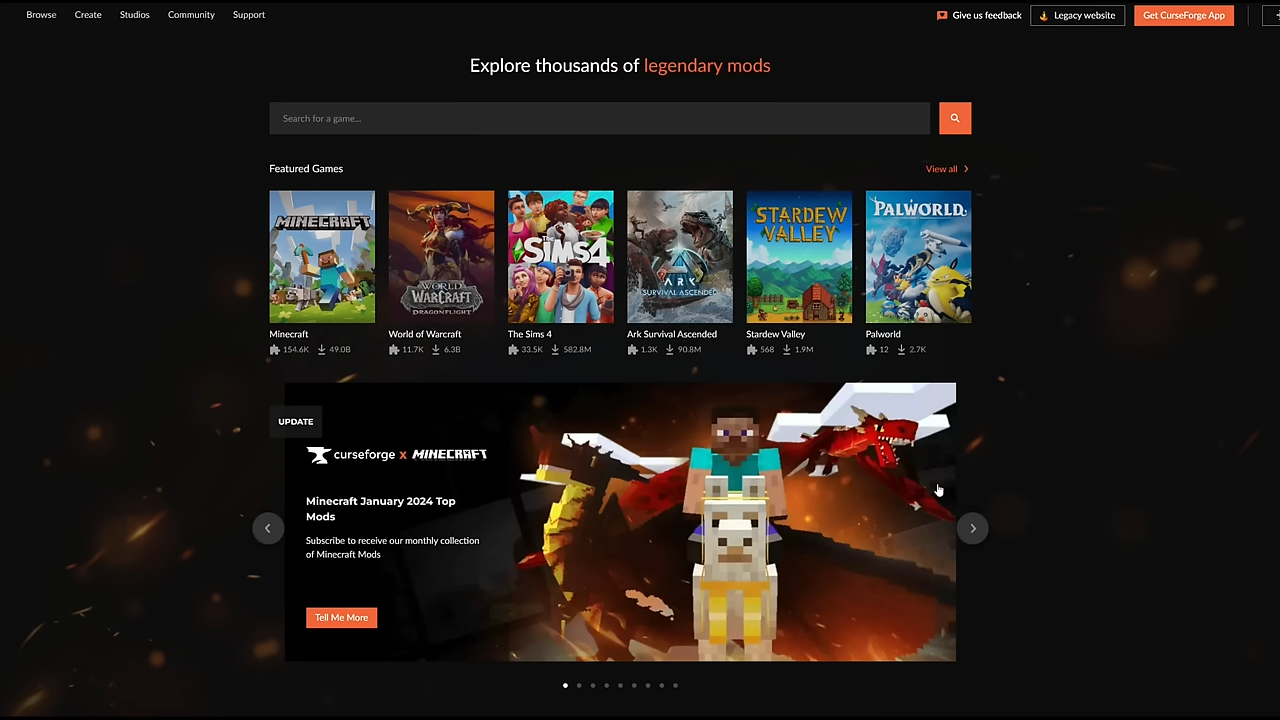 Browse Create Studios Community Support
Give us feedback Legacy website Get CurseForge App
Explore thousands of legendary mods
Search for a game...
Featured Games
View all
MINECRAFT
WORLD WARCRAFT
DRAGONFLIGHT
THE SIMS 4
ARK
SURVIVAL ASCENDED
STARDEW
VALLEY
PALWORLD
Minecraft World of Warcraft The Sims 4 Ark Survival Ascended Stardew Valley Palworld
154.6K 49.0B 11.7K 6.3B 33.5K 582.8M 1.3K 90.8M 568 1.9M 12 2.7K
UPDATE
curseforge x MINECRAFT
Minecraft January 2024 Top
Mods
Subscribe to receive our monthly collection
of Minecraft Mods
Tell Me More